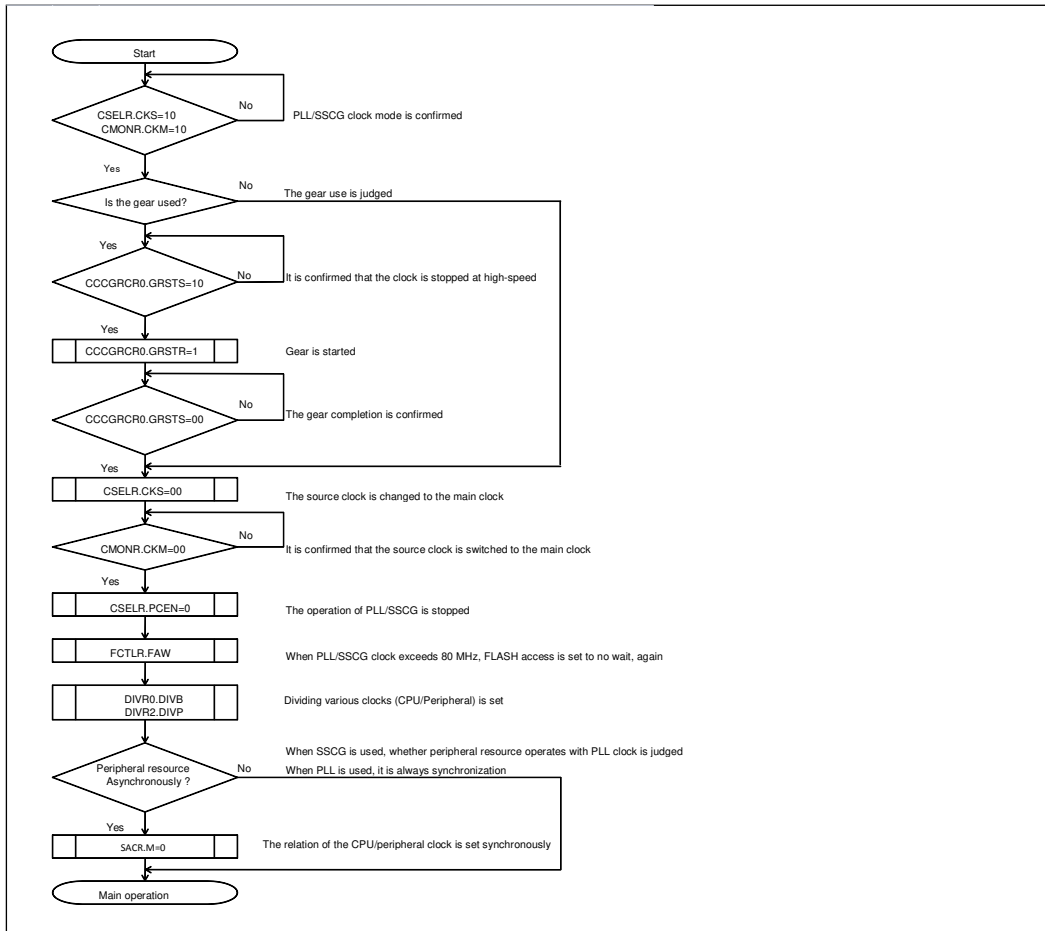 Start
CSELR.CKS=10
CMONR.CKM=10
No
PLL/SSCG clock mode is confirmed
Yes
Is the gear used?
No
The gear use is judged
Yes
CCCGRCR0.GRSTS=10
No
It is confirmed that the clock is stopped at high-speed
Yes
CCCGRCR0.GRSTR=1
Gear is started
CCCGRCR0.GRSTS=00
No
The gear completion is confirmed
Yes
CSELR.CKS=00
The source clock is changed to the main clock
CMONR.CKM=00
No
It is confirmed that the source clock is switched to the main clock
Yes
CSELR.PCEN=0
The operation of PLL/SSCG is stopped
FCTLR.FAW
When PLL/SSCG clock exceeds 80 MHz, FLASH access is set to no wait, again
DIVR0.DIVB
DIVR2.DIVP
Dividing various clocks (CPU/Peripheral) is set
When SSCG is used, whether peripheral resource operates with PLL clock is judged
When PLL is used, it is always synchronization
Peripheral resource
Asynchronously ?
No
Yes
SACR.M=0
The relation of the CPU/peripheral clock is set synchronously
Main operation